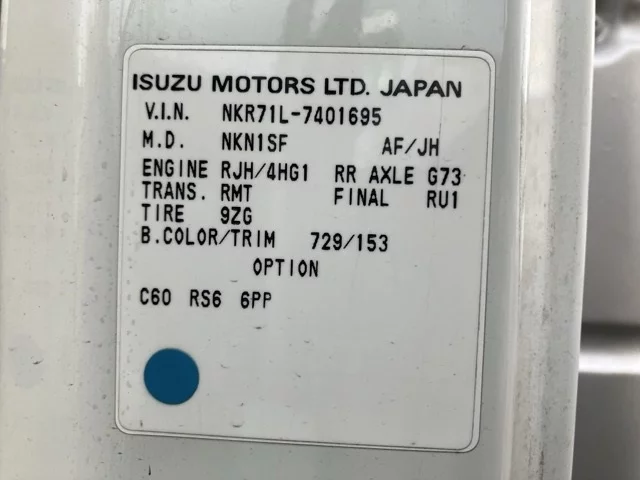 ISUZU MOTORS LTD. JAPAN
V.I.N. NKR71L-7401695
M.D. NKN1SF AF/JH
ENGINE RJH/4HG1 RR AXLE G73
TRANS. RMT FINAL RU1
TIRE 9ZG
B.COLOR/TRIM 729/153
OPTION
C60 RS6 6PP